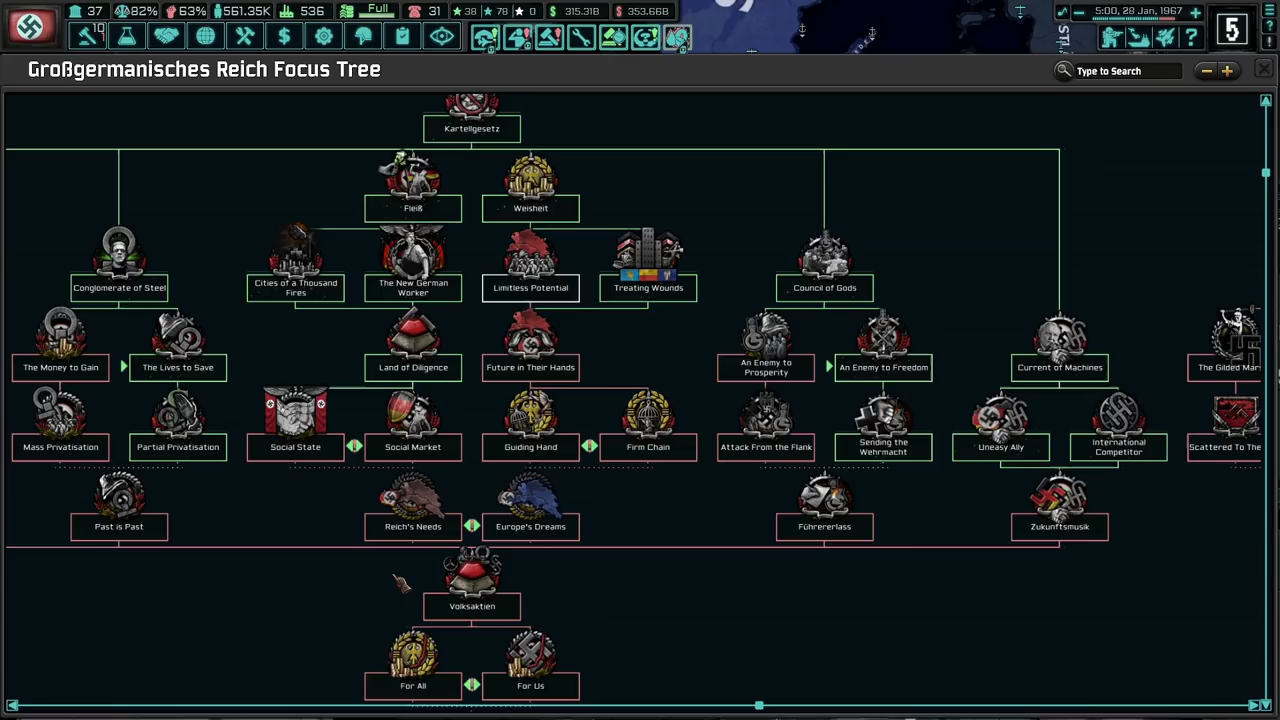 37 82% 63% 561.35K 536 Full 31 38 78 0 $ 315.31B $ 353.66B 5:00, 28 Jan, 1967 5
10
Großgermanisches Reich Focus Tree
Type to Search
Kartellgesetz
Fleiß
Weisheit
Conglomerate of Steel
Cities of a Thousand
Fires
The New German
Worker
Limitless Potential
Treating Wounds
Council of Gods
The Money to Gain
The Lives to Save
Land of Diligence
Future in Their Hands
An Enemy to
Prosperity
An Enemy to Freedom
Current of Machines
The Gilded Mar
Mass Privatisation
Partial Privatisation
Social State
Social Market
Guiding Hand
Firm Chain
Attack From the Flank
Sending the
Wehrmacht
Uneasy Ally
International
Competitor
Scattered To The
Past is Past
Reich's Needs
Europe's Dreams
Führererlass
Zukunftsmusik
Volksaktien
For All
For Us